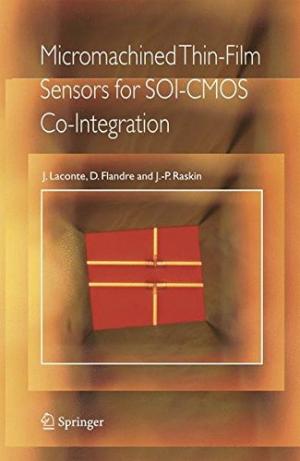 Micromachined Thin-Film
Sensors for SOI-CMOS
Co-Integration
J. Laconte, D. Flandre and J.-P. Raskin
Springer